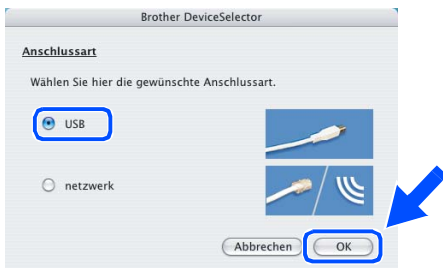 Brother DeviceSelector
Anschlussart
Wählen Sie hier die gewünschte Anschlussart.
USB
netzwerk
Abbrechen OK